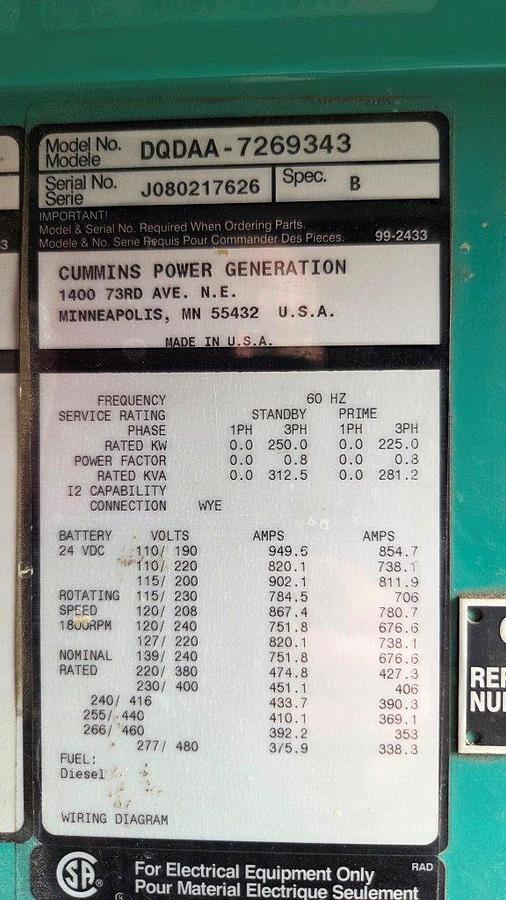 Model No. DQDAA-7269343
Modele
Serial No. J080217626 Spec. B
Serie
IMPORTANT!
Model & Serial No. Required When Ordering Parts.
Modele & No. Serie Requis Pour Commander Des Pieces. 99-2433
CUMMINS POWER GENERATION
1400 73RD AVE. N.E.
MINNEAPOLIS, MN 55432 U.S.A.
MADE IN U.S.A.
FREQUENCY 60 HZ
SERVICE RATING STANDBY PRIME
PHASE 1PH 3PH 1PH 3PH
RATED KW 0.0 250.0 0.0 225.0
POWER FACTOR 0.0 0.8 0.0 0.8
RATED KVA 0.0 312.5 0.0 281.2
I2 CAPABILITY
CONNECTION WYE
BATTERY VOLTS AMPS AMPS
24 VDC 110/ 190 949.6 854.7
110/ 220 820.1 738.1
115/ 200 902.1 811.9
ROTATING 115/ 230 784.5 706
SPEED 120/ 208 867.4 780.7
1800RPM 120/ 240 751.8 676.6
127/ 220 820.1 738.1
NOMINAL 139/ 240 751.8 676.6
RATED 220/ 380 474.8 427.3
230/ 400 451.1 406
240/ 416 433.7 390.3
255/ 440 410.1 369.1
266/ 460 392.2 353
277/ 480 375.9 338.3
FUEL:
Diesel
WIRING DIAGRAM
SA For Electrical Equipment Only RAD
Pour Material Electrique Seulement